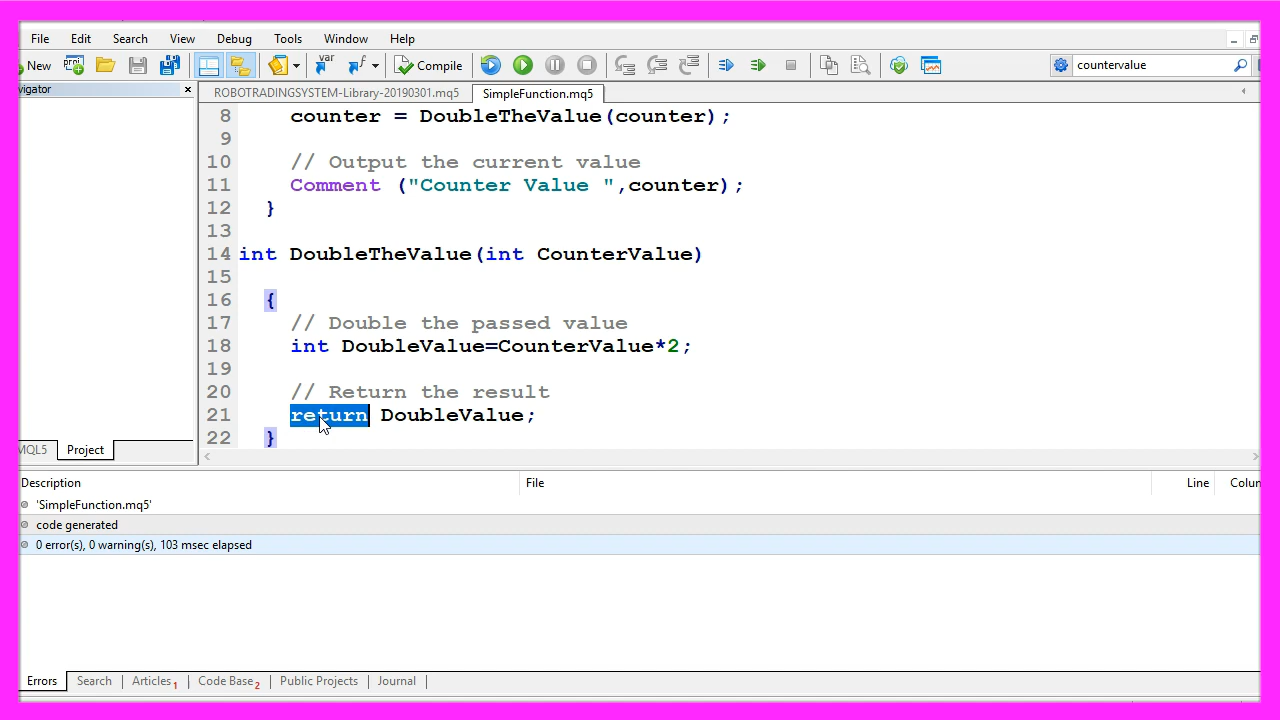 File Edit Search View Debug Tools Window Help
New Compile countervalue
vigator
ROBOTRADINGSYSTEM-Library-20190301.mq5 SimpleFunction.mq5
8 counter = DoubleTheValue(counter);
9
10 // Output the current value
11 Comment ("Counter Value ",counter);
12 }
13
14 int DoubleTheValue(int CounterValue)
15
16 {
17 // Double the passed value
18 int DoubleValue=CounterValue*2;
19
20 // Return the result
21 return DoubleValue;
22 }
MQL5 Project
Description File Line Colun
'SimpleFunction.mq5'
code generated
0 error(s), 0 warning(s), 103 msec elapsed
Errors Search Articles 1 Code Base 2 Public Projects Journal